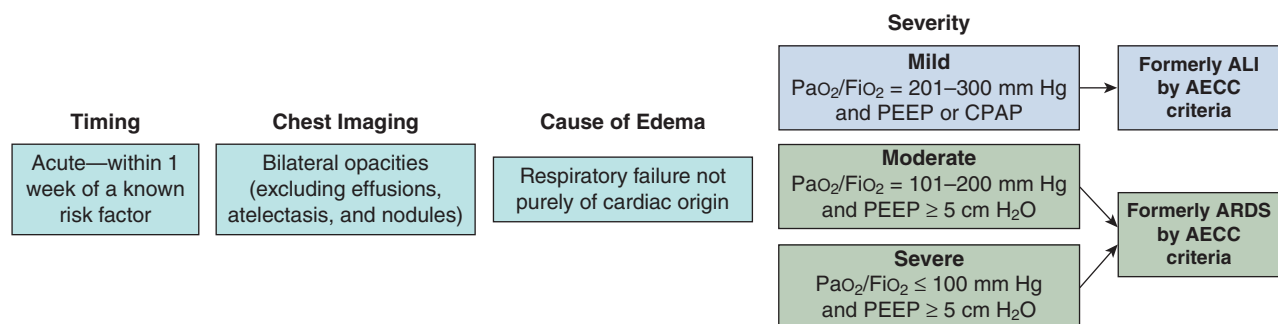 Timing
Acute—within 1
week of a known
risk factor
Chest Imaging
Bilateral opacities
(excluding effusions,
atelectasis, and nodules)
Cause of Edema
Respiratory failure not
purely of cardiac origin
Severity
Mild
PaO₂/FiO₂ = 201–300 mm Hg
and PEEP or CPAP
Moderate
PaO₂/FiO₂ = 101–200 mm Hg
and PEEP ≥ 5 cm H₂O
Severe
PaO₂/FiO₂ ≤ 100 mm Hg
and PEEP ≥ 5 cm H₂O
Formerly ALI
by AECC
criteria
Formerly ARDS
by AECC
criteria